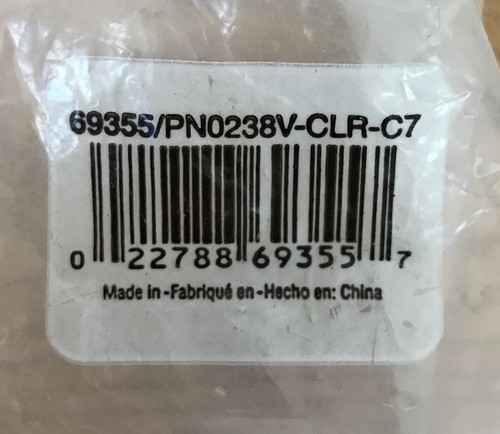 69355/PN0238V-CLR-C7
0 22788 69355 7
Made in - Fabriqué en - Hecho en: China